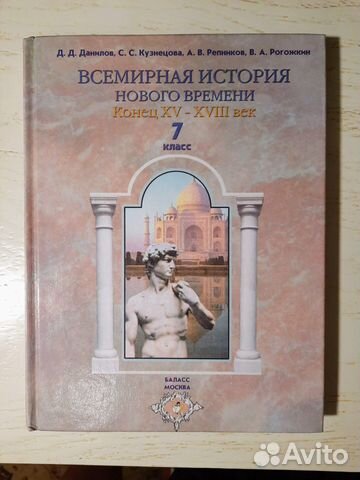 Д. Д. Данилов, С. С. Кузнецова, А. В. Репников, В. А. Рогожкин
ВСЕМИРНАЯ ИСТОРИЯ
НОВОГО ВРЕМЕНИ
Конец XV - XVIII век
7
класс
БАЛАСС
МОСКВА
Avito